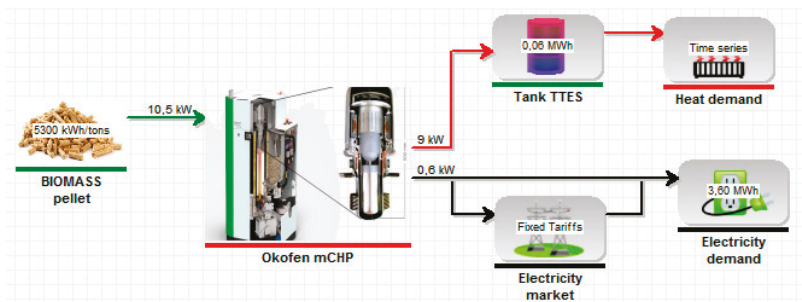 5300 kWh/tons
BIOMASS
pellet
10,5 kW
Okofen mCHP
9 kW
0,6 kW
0,06 MWh
Tank TTES
Time series
Heat demand
Fixed Tariffs
Electricity
market
3,60 MWh
Electricity
demand